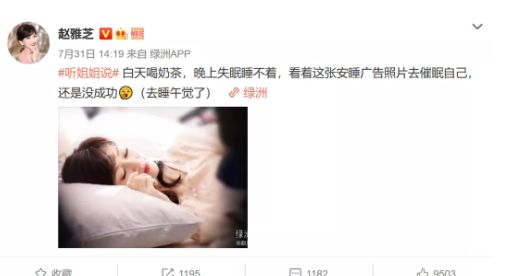 赵雅芝
7月31日 14:19 来自 绿洲APP
#听姐姐说# 白天喝奶茶，晚上失眠睡不着，看着这张安睡广告照片去催眠自己，
还是没成功（去睡午觉了） 绿洲
绿洲
收藏
1195
1182
9503